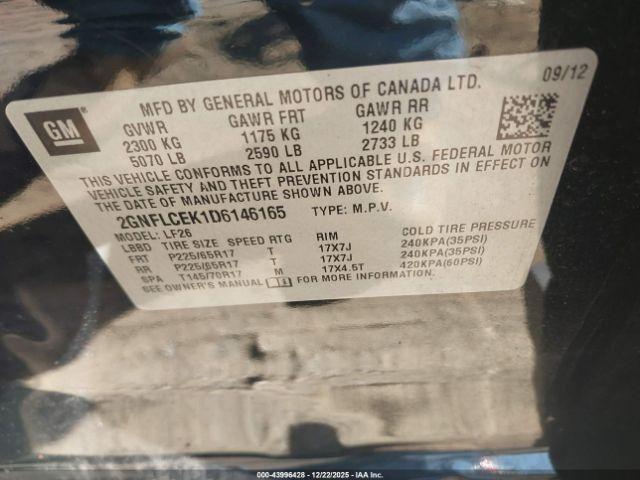 09/12
GM
MFD BY GENERAL MOTORS OF CANADA LTD.
GVWR GAWR FRT GAWR RR
2300 KG 1175 KG 1240 KG
5070 LB 2590 LB 2733 LB
THIS VEHICLE CONFORMS TO ALL APPLICABLE U.S. FEDERAL MOTOR
VEHICLE SAFETY AND THEFT PREVENTION STANDARDS IN EFFECT ON
THE DATE OF MANUFACTURE SHOWN ABOVE.
2GNFLCEK1D6146165 TYPE: M.P.V.
MODEL: LF26
LBBD TIRE SIZE SPEED RTG RIM COLD TIRE PRESSURE
FRT P225/65R17 T 17X7J 240KPA(35PSI)
RR P225/65R17 T 17X7J 240KPA(35PSI)
SPA T145/70R17 M 17X4.5T 420KPA(60PSI)
SEE OWNER'S MANUAL
000-43996428 - 12/22/2025 - IAA Inc.